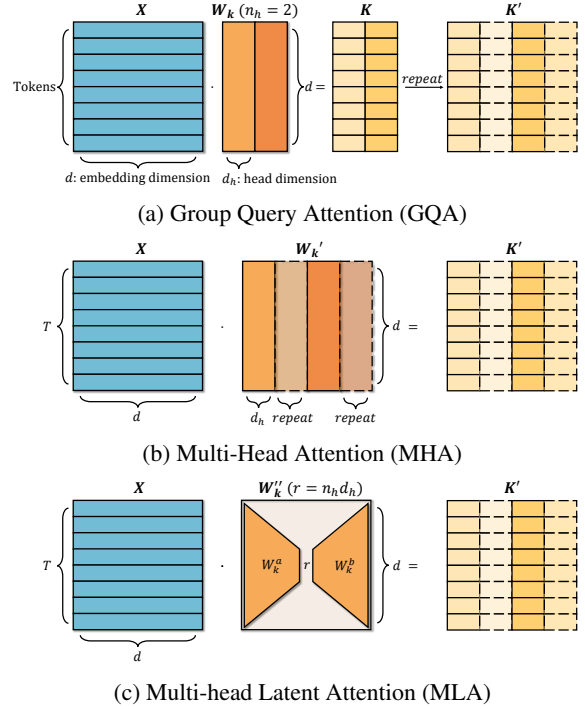 X W_k (n_h = 2) K K′
Tokens · d = repeat
d: embedding dimension d_h: head dimension
(a) Group Query Attention (GQA)
X W_k′ K′
T · d =
d d_h repeat repeat
(b) Multi-Head Attention (MHA)
X W_k′′ (r = n_h d_h) K′
T · W_k^a r W_k^b d =
d
(c) Multi-head Latent Attention (MLA)